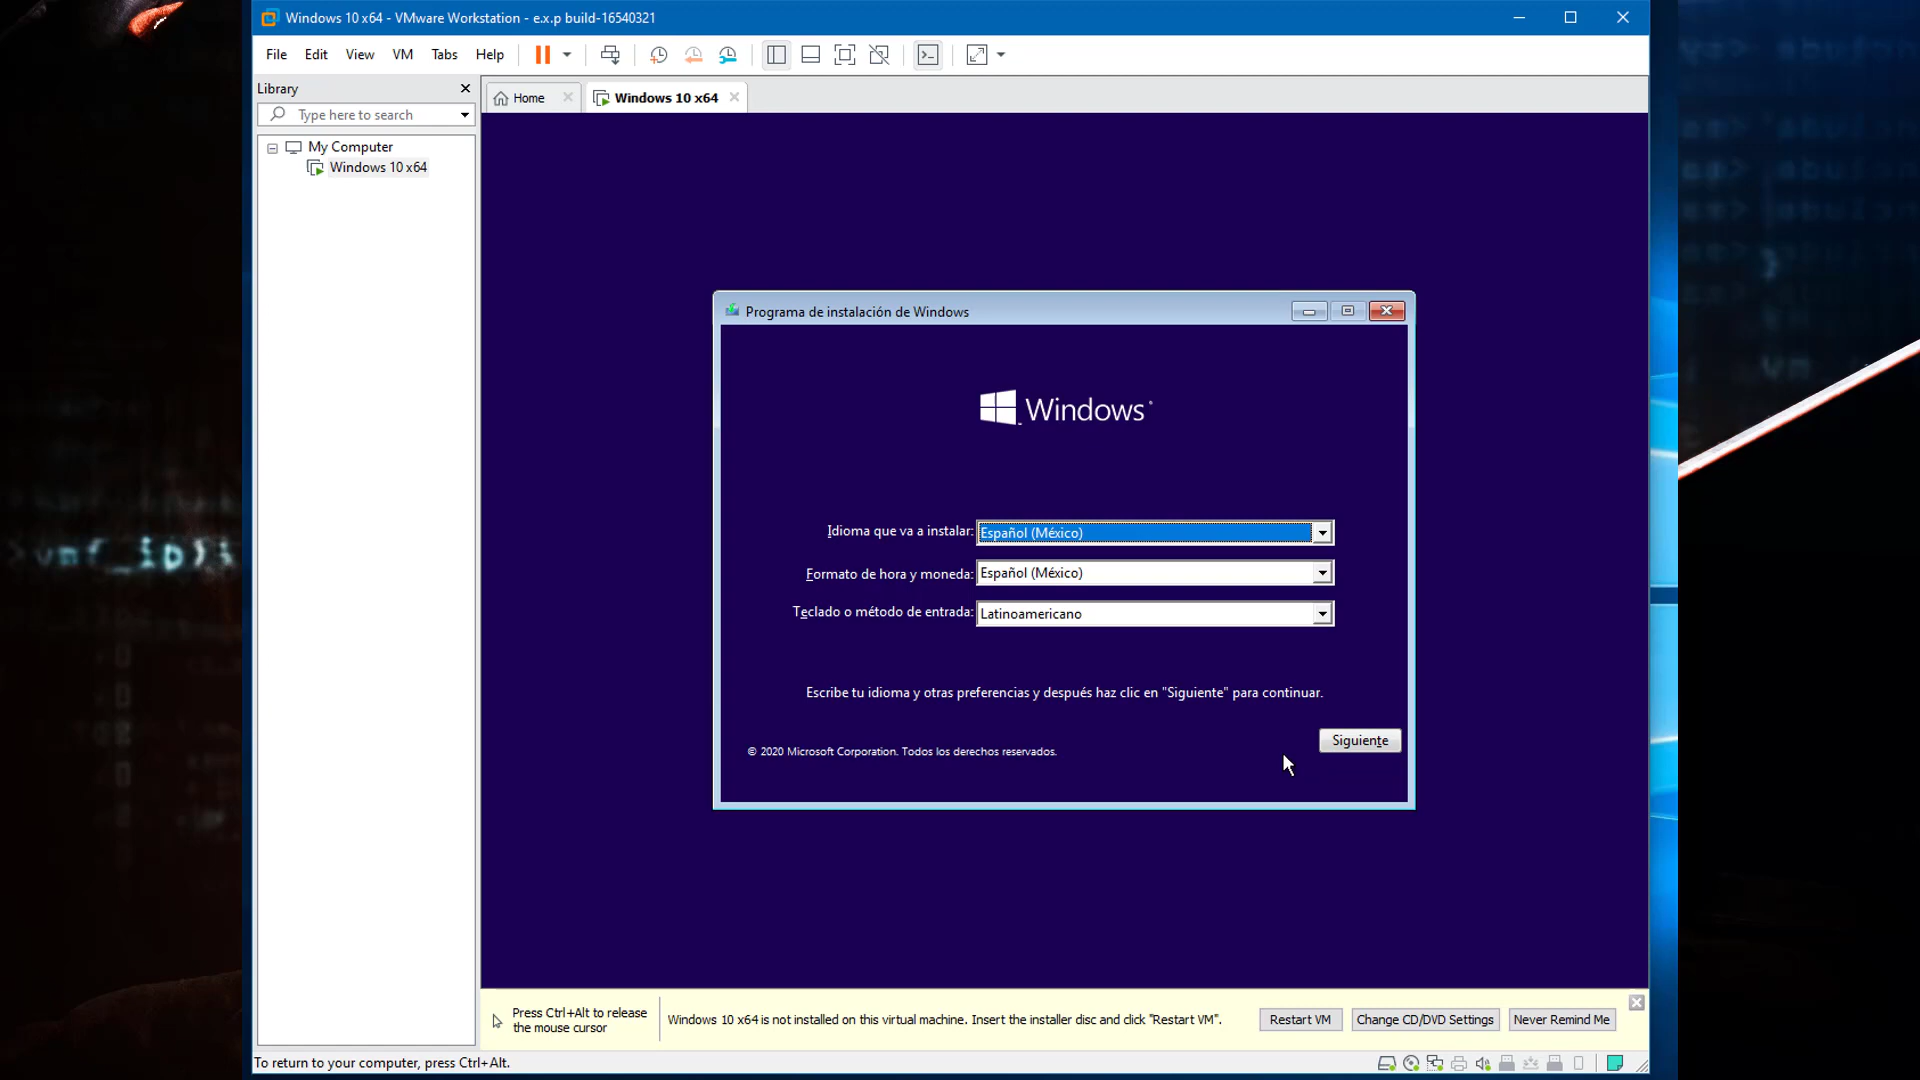 Windows 10 x64 - VMware Workstation - e.x.p build-16540321
File Edit View VM Tabs Help
Library
Type here to search
My Computer
Windows 10 x64
Home
Windows 10 x64
Programa de instalación de Windows
Windows
Idioma que va a instalar: Español (México)
Formato de hora y moneda: Español (México)
Teclado o método de entrada: Latinoamericano
Escribe tu idioma y otras preferencias y después haz clic en "Siguiente" para continuar.
Siguiente
© 2020 Microsoft Corporation. Todos los derechos reservados.
Press Ctrl+Alt to release
the mouse cursor
Windows 10 x64 is not installed on this virtual machine. Insert the installer disc and click "Restart VM".
Restart VM
Change CD/DVD Settings
Never Remind Me
To return to your computer, press Ctrl+Alt.